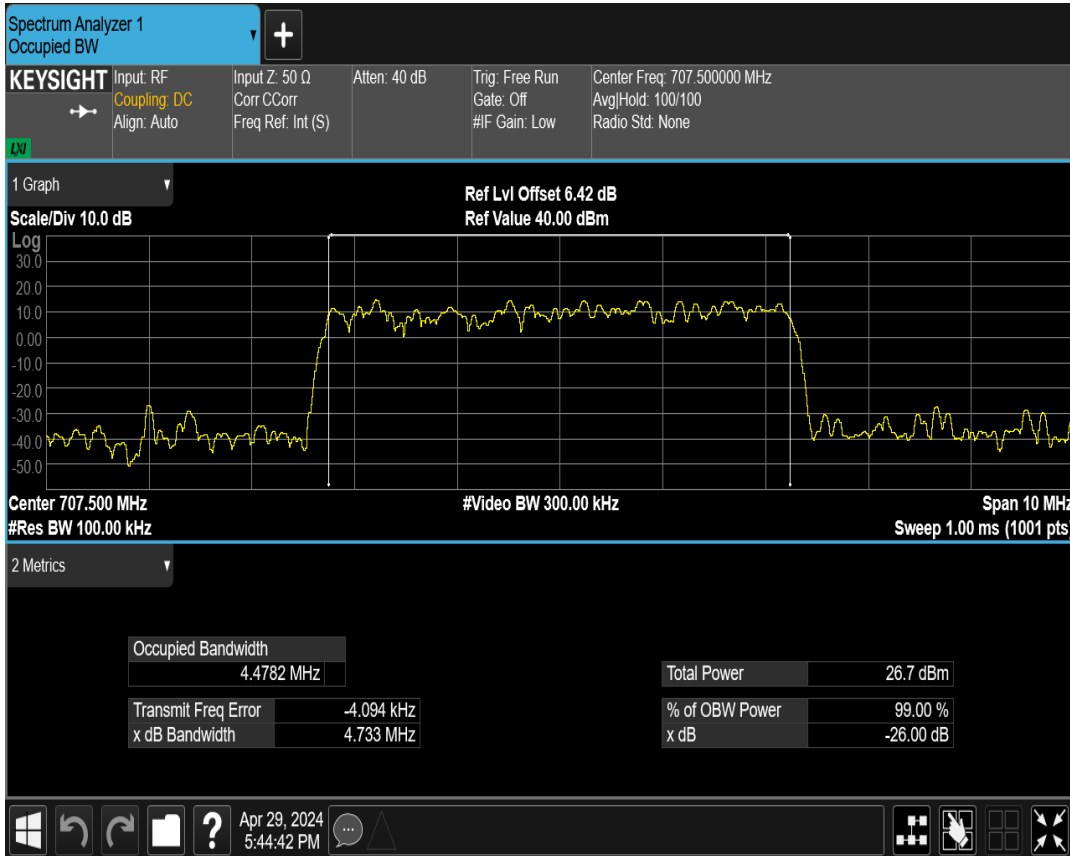 Spectrum Analyzer 1
Occupied BW
+
KEYSIGHT
LXI
Input: RF
Coupling: DC
Align: Auto
Input Z: 50 Ω
Corr CCorr
Freq Ref: Int (S)
Atten: 40 dB
Trig: Free Run
Gate: Off
#IF Gain: Low
Center Freq: 707.500000 MHz
Avg|Hold: 100/100
Radio Std: None
1 Graph
Scale/Div 10.0 dB
Ref Lvl Offset 6.42 dB
Ref Value 40.00 dBm
Log
30.0
20.0
10.0
0.00
-10.0
-20.0
-30.0
-40.0
-50.0
Center 707.500 MHz
#Video BW 300.00 kHz
Span 10 MHz
#Res BW 100.00 kHz
Sweep 1.00 ms (1001 pts)
2 Metrics
Occupied Bandwidth
4.4782 MHz
Transmit Freq Error -4.094 kHz
x dB Bandwidth 4.733 MHz
Total Power 26.7 dBm
% of OBW Power 99.00 %
x dB -26.00 dB
?
Apr 29, 2024
5:44:42 PM